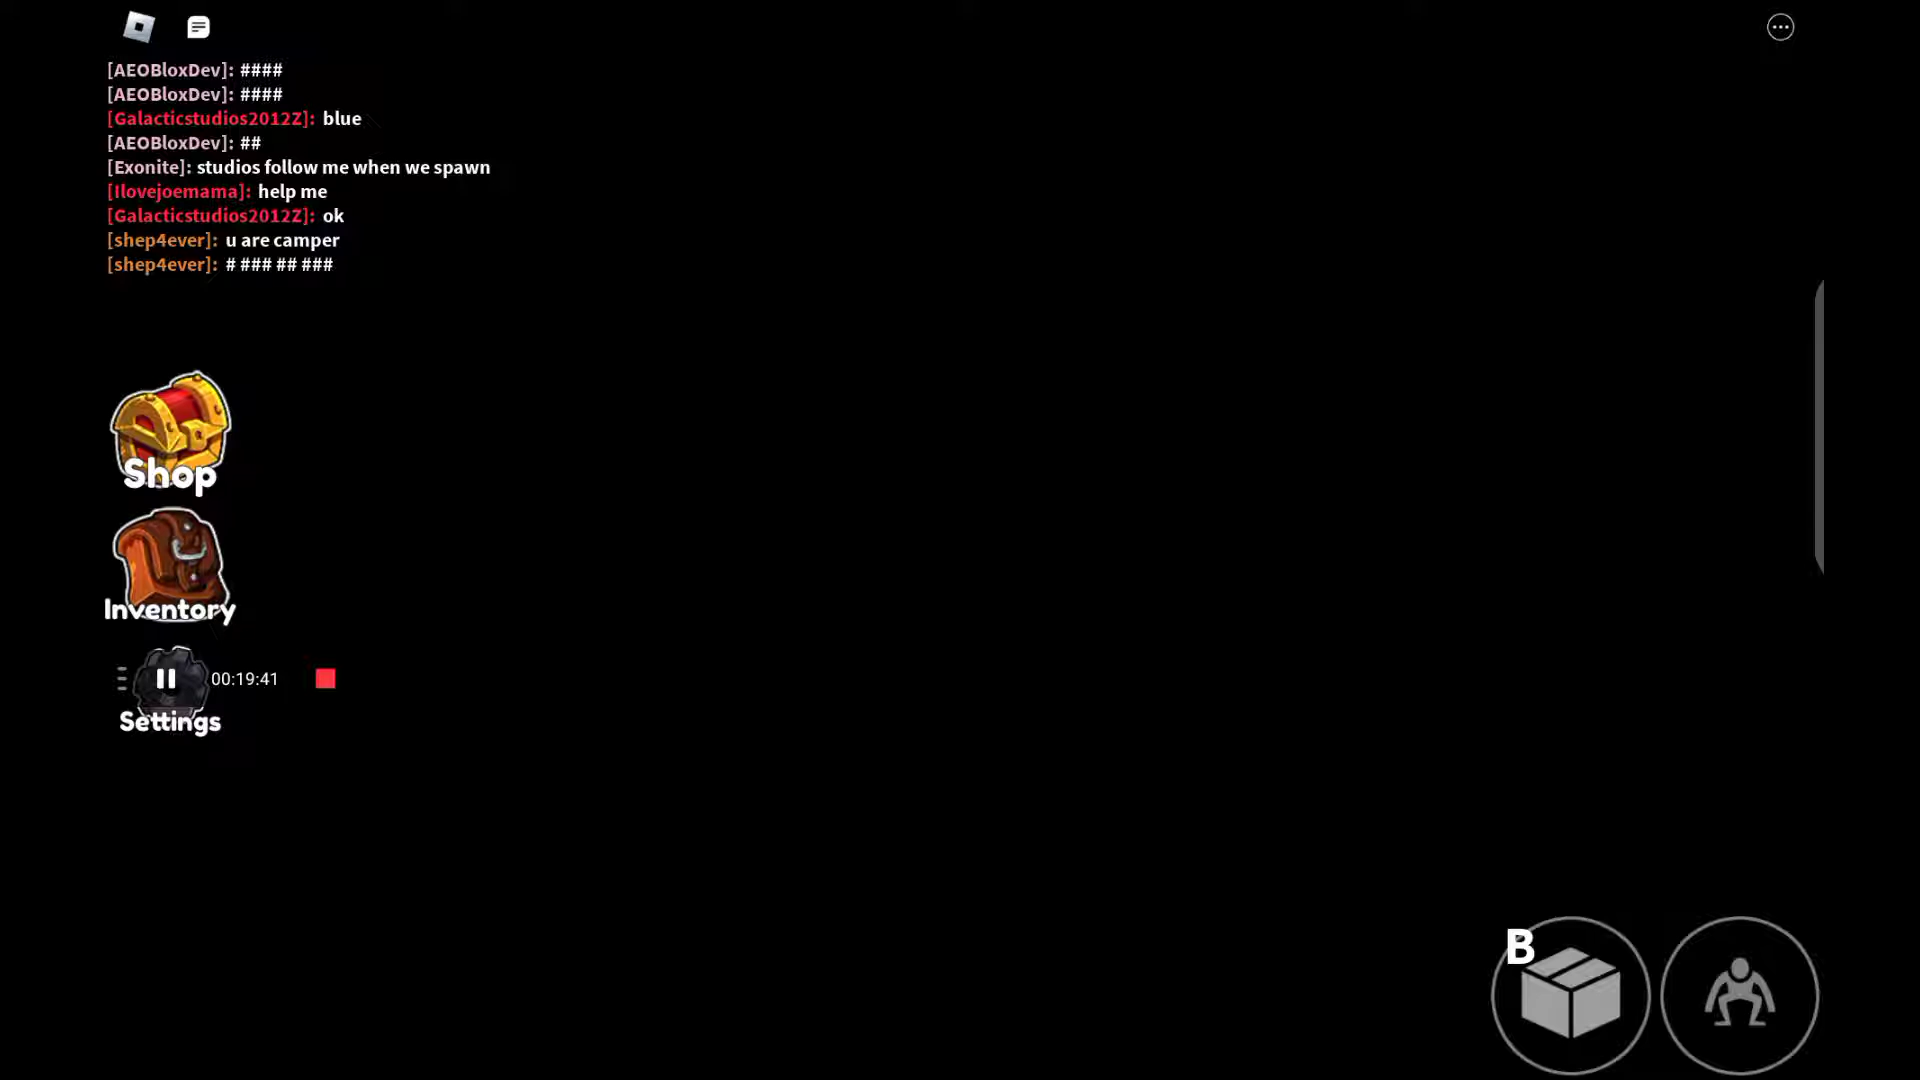 [AEOBloxDev]: ####
[AEOBloxDev]: ####
[Galacticstudios2012Z]: blue
[AEOBloxDev]: ##
[Exonite]: studios follow me when we spawn
[Ilovejoemama]: help me
[Galacticstudios2012Z]: ok
[shep4ever]: u are camper
[shep4ever]: # ### ## ###
Shop
Inventory
00:19:41
Settings
B